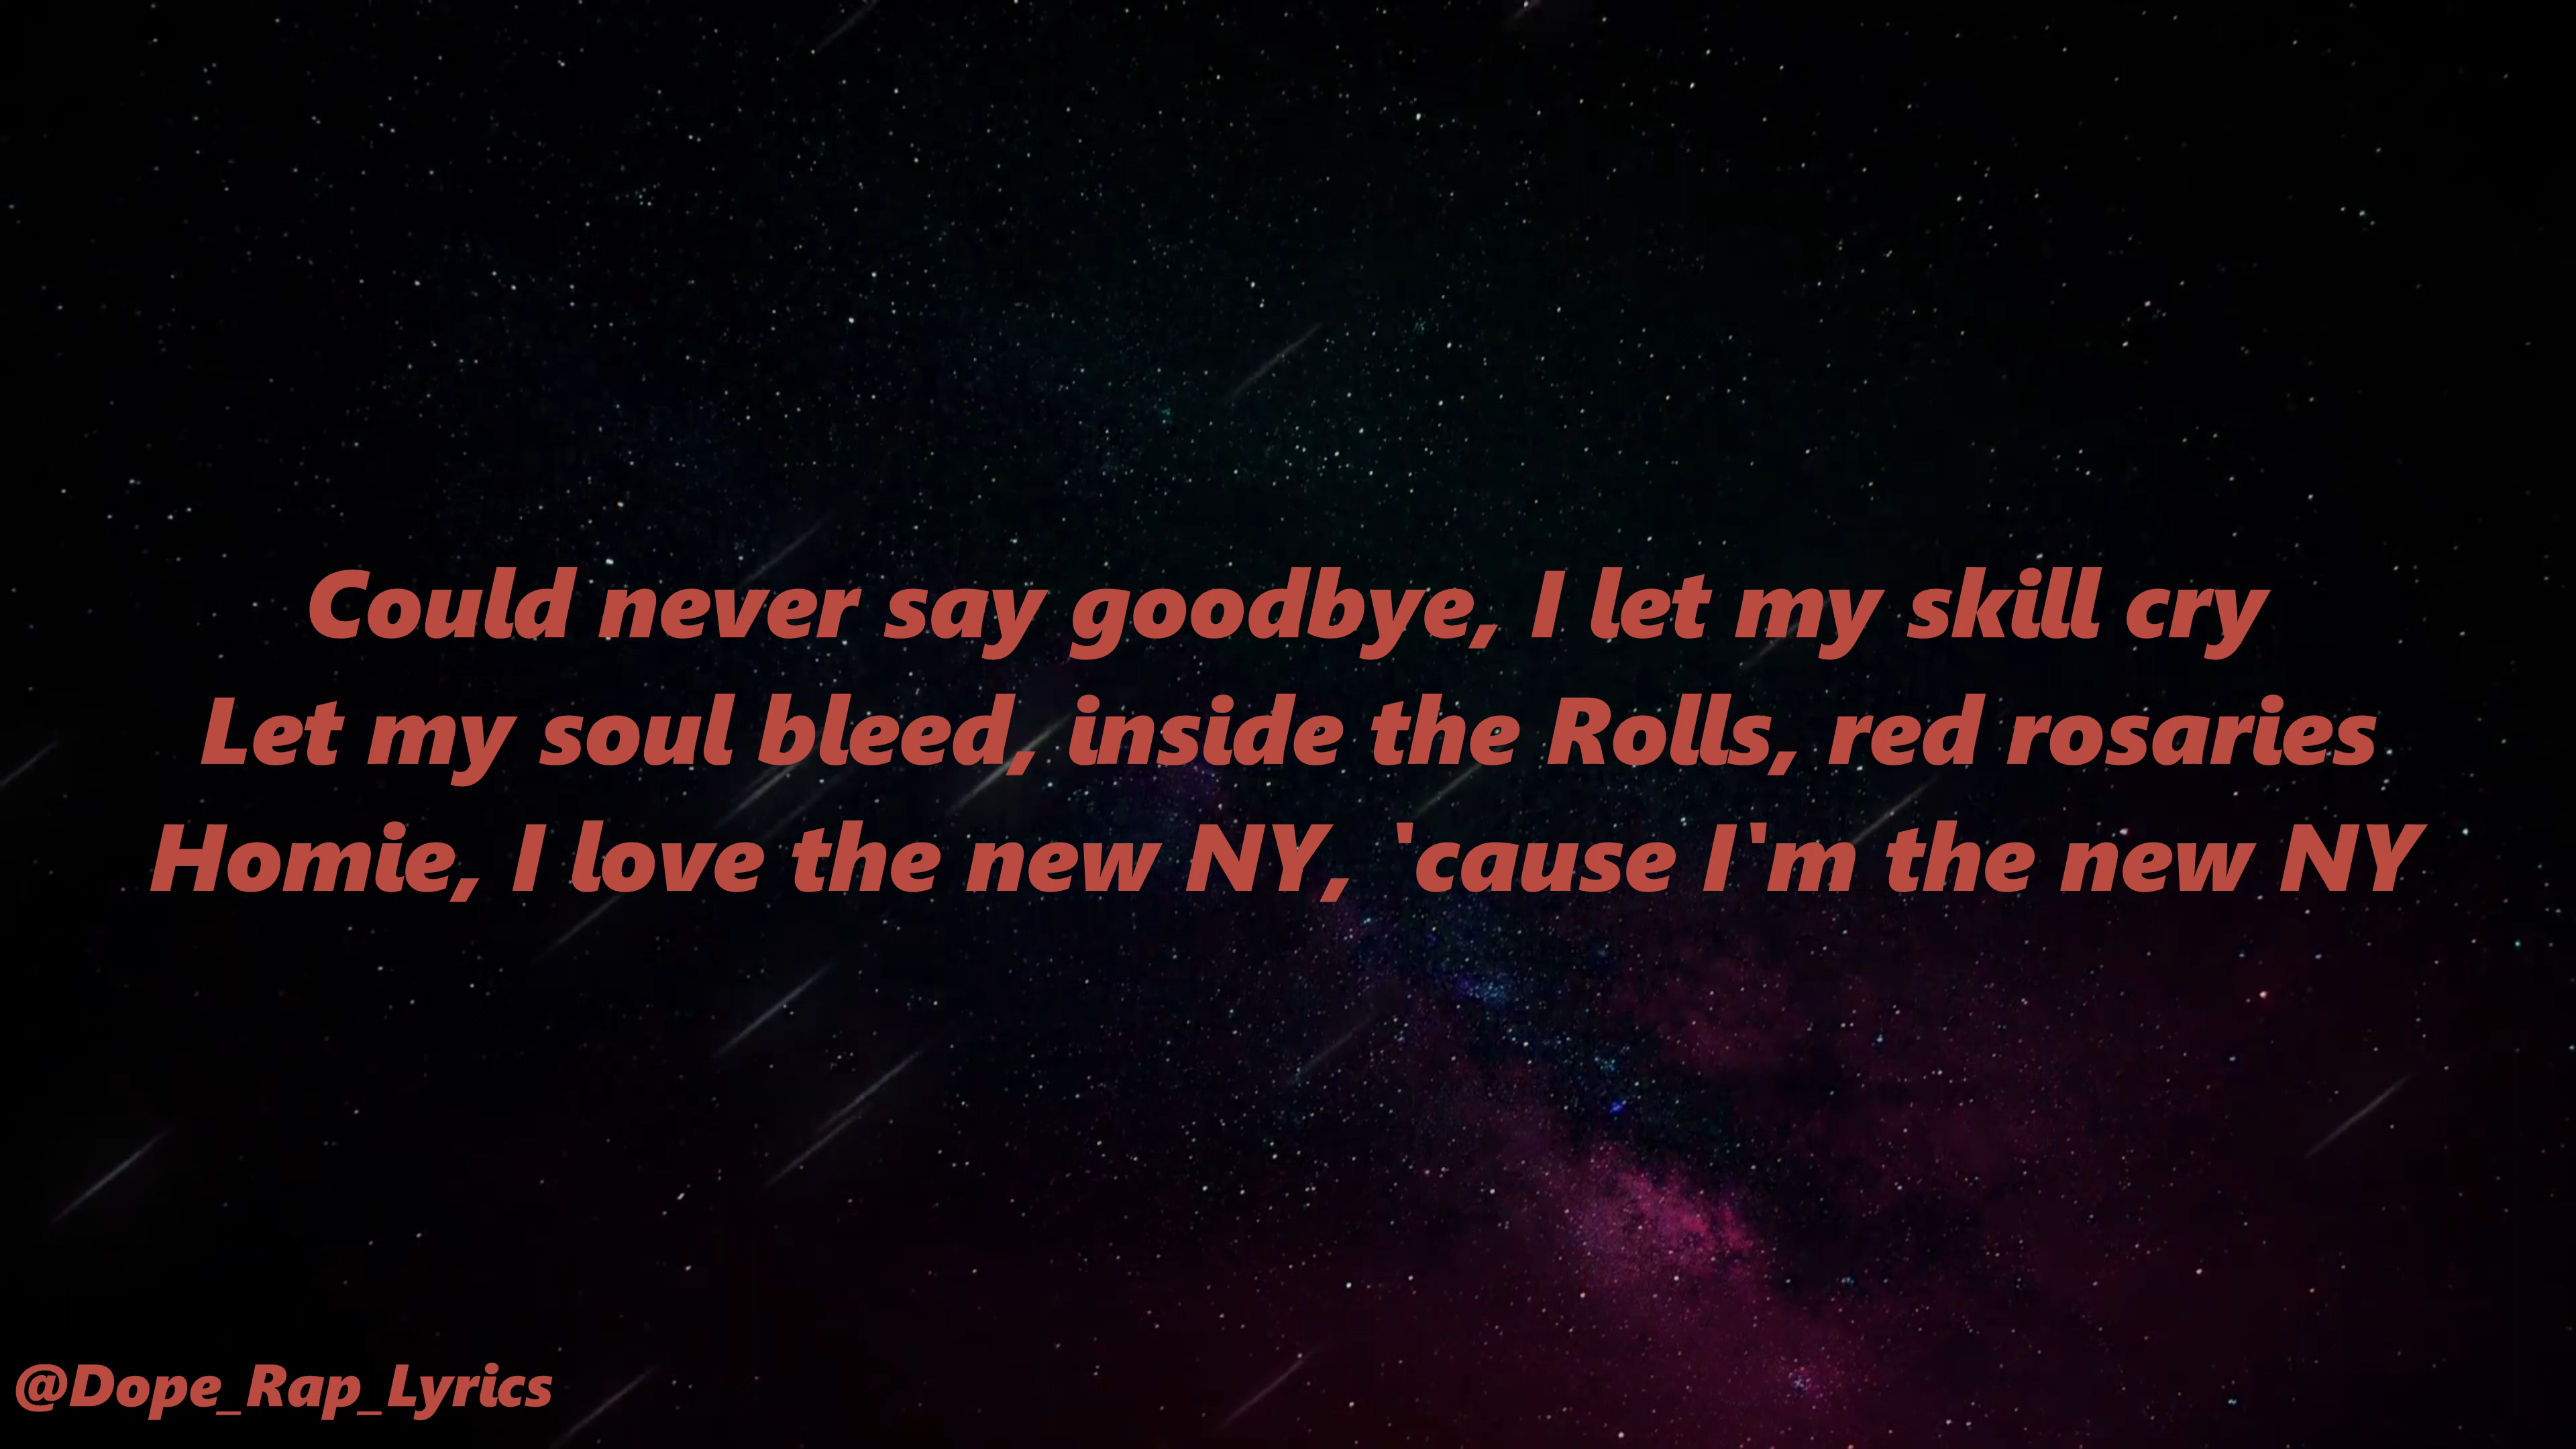 Could never say goodbye, I let my skill cry
Let my soul bleed, inside the Rolls, red rosaries
Homie, I love the new NY, 'cause I'm the new NY
@Dope_Rap_Lyrics